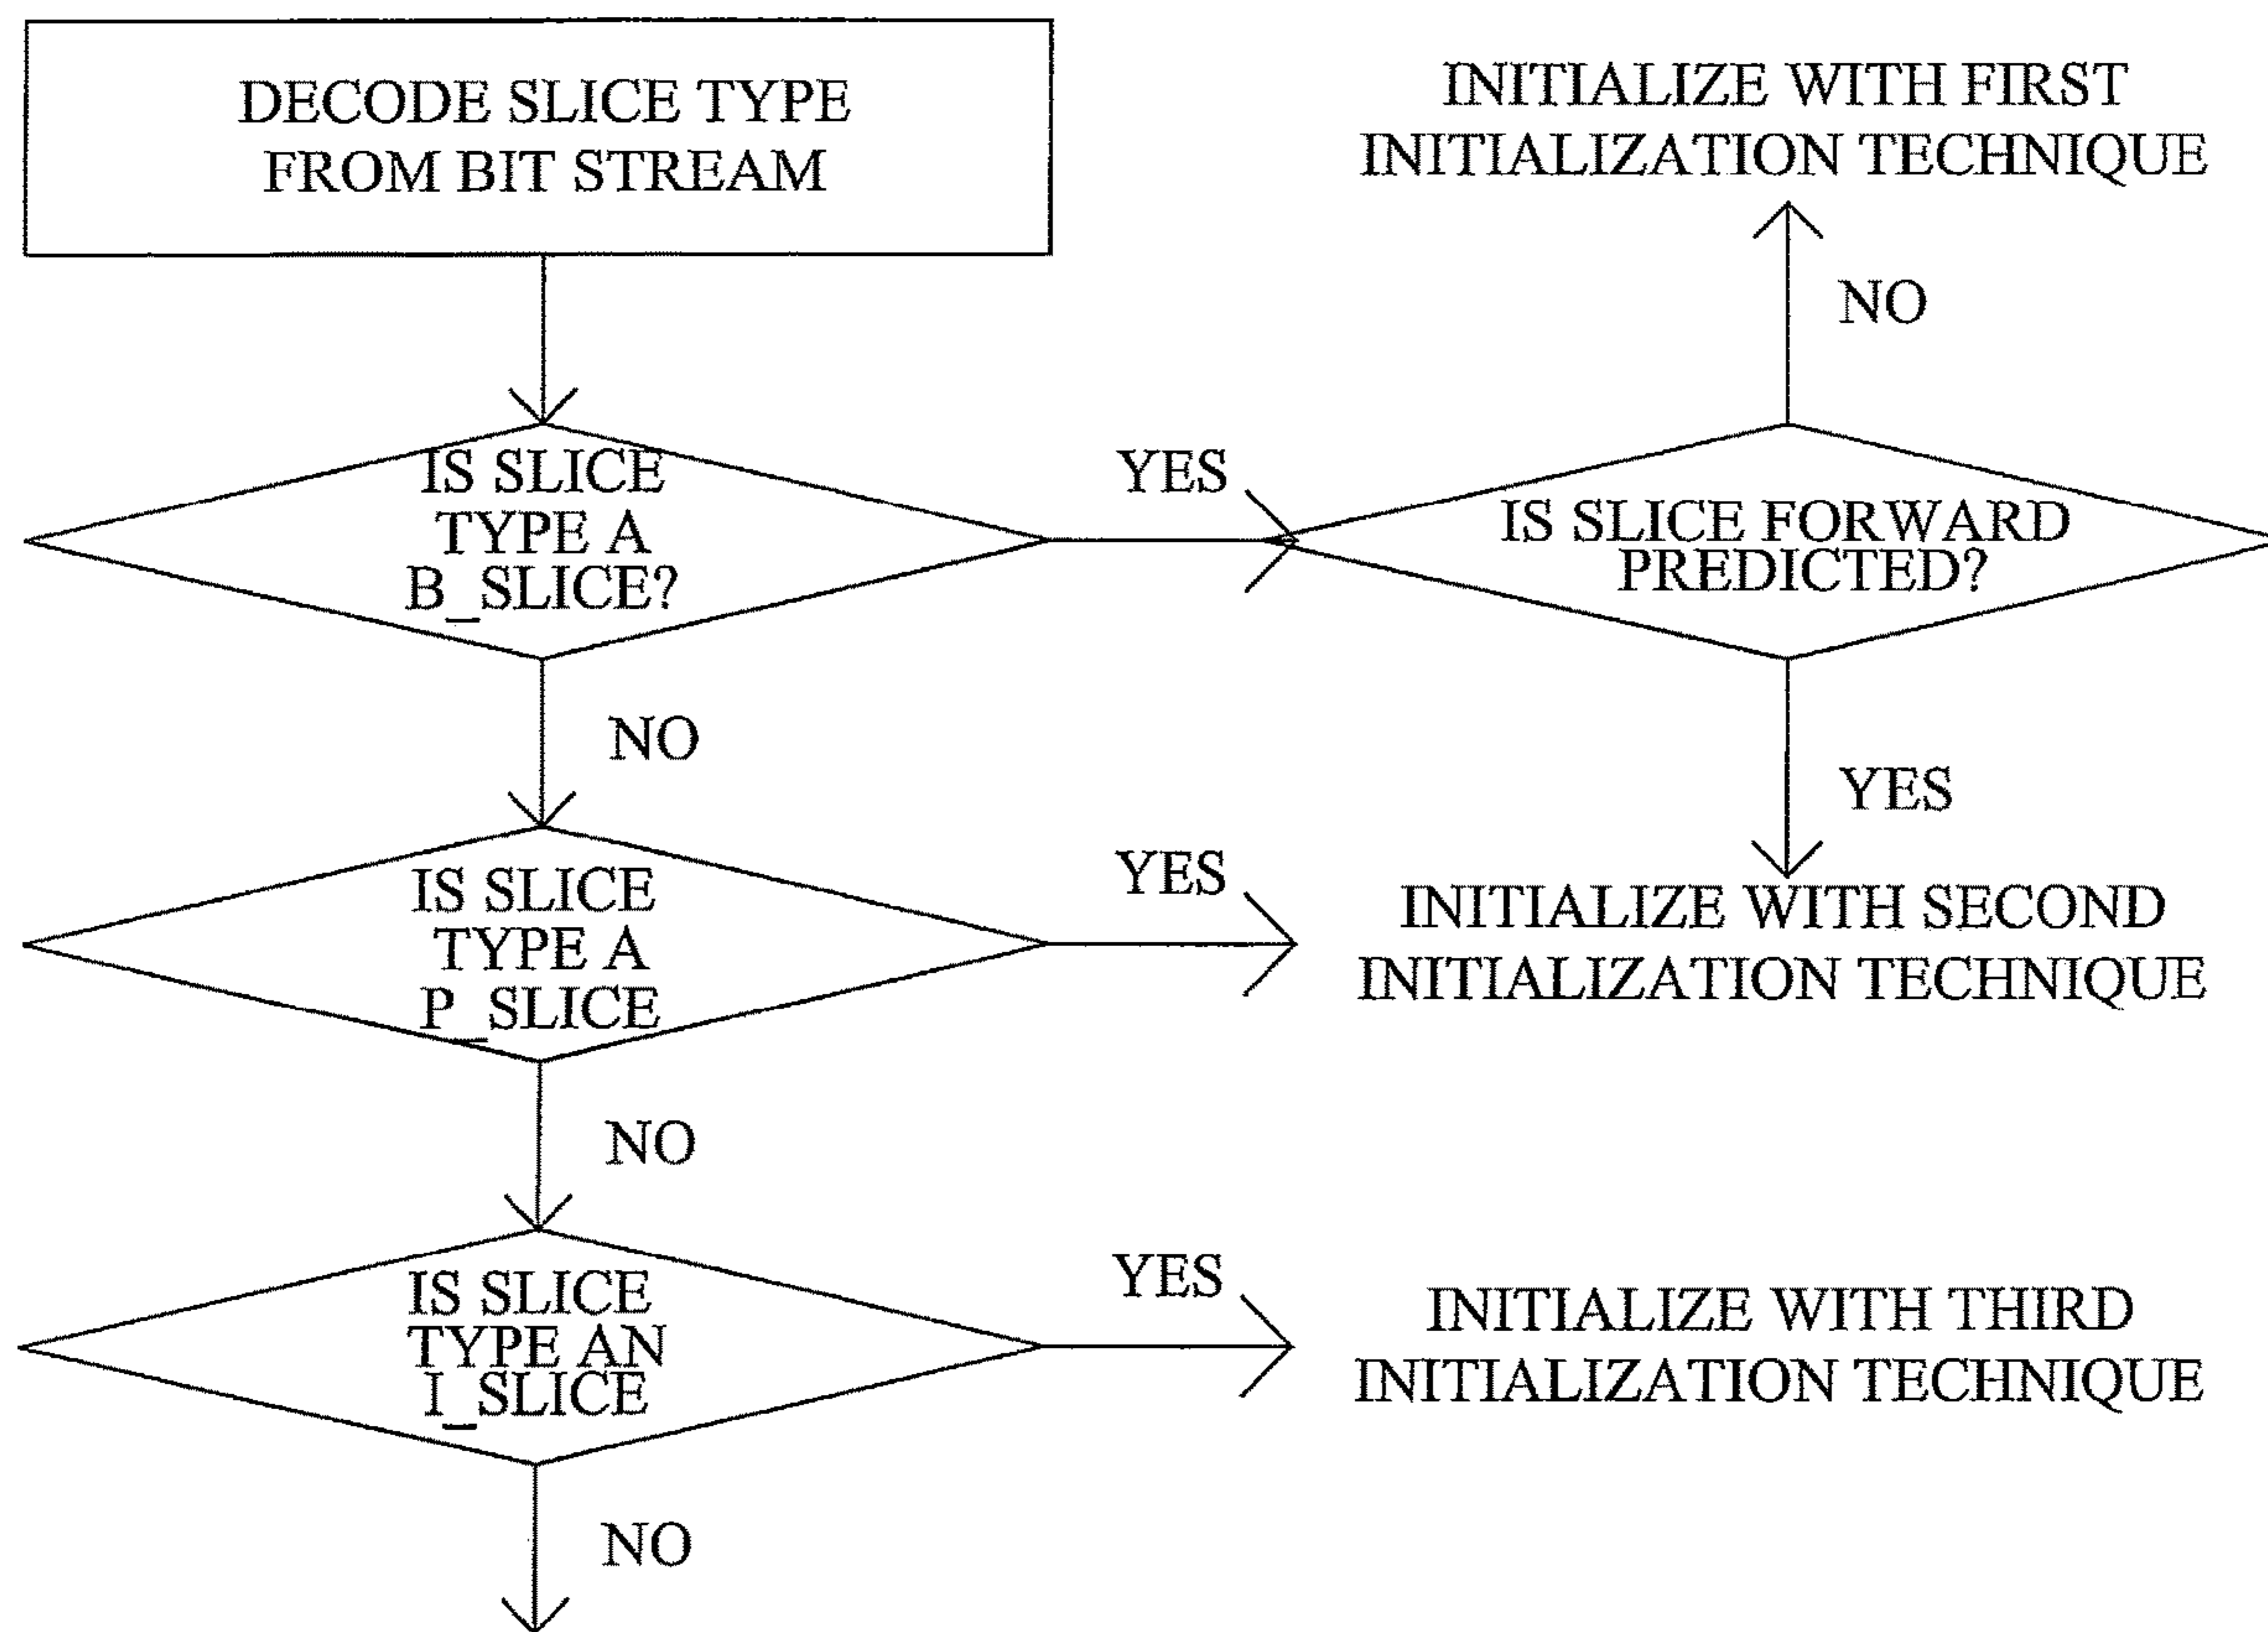 DECODE SLICE TYPE
FROM BIT STREAM
INITIALIZE WITH FIRST
INITIALIZATION TECHNIQUE
NO
IS SLICE
TYPE A
B_SLICE?
YES
IS SLICE FORWARD
PREDICTED?
NO
YES
IS SLICE
TYPE A
P_SLICE
YES
INITIALIZE WITH SECOND
INITIALIZATION TECHNIQUE
NO
IS SLICE
TYPE AN
I_SLICE
YES
INITIALIZE WITH THIRD
INITIALIZATION TECHNIQUE
NO